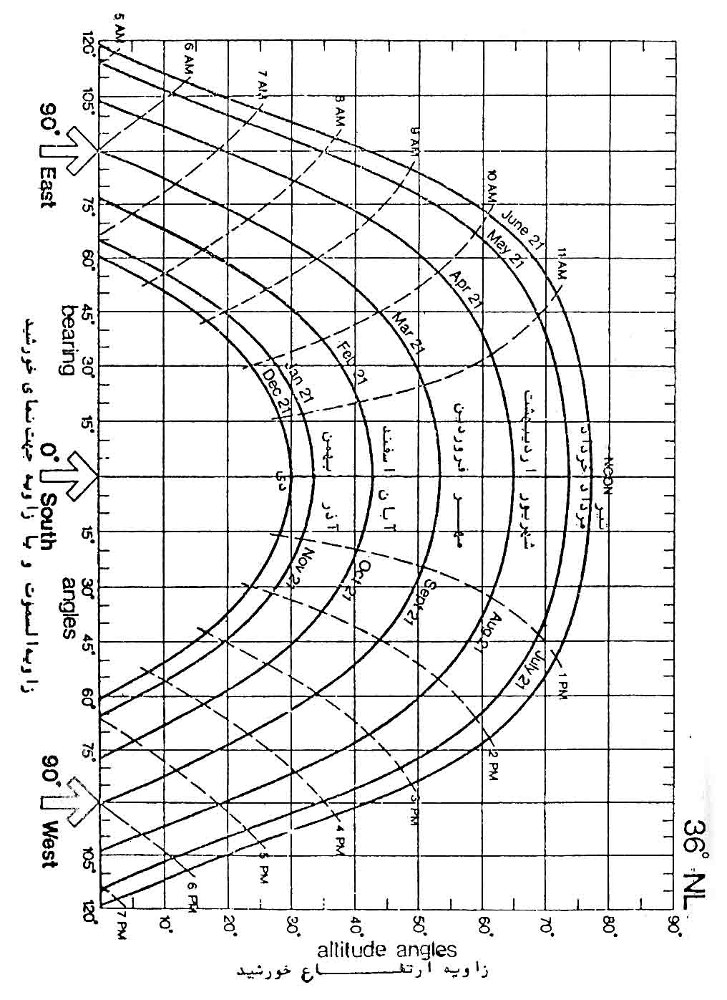 36° NL
5 AM
6 AM
7 AM
8 AM
9 AM
10 AM
11 AM
NOON
1 PM
2 PM
3 PM
4 PM
5 PM
6 PM
7 PM
June 21
May 21
Apr 21
Mar 21
Feb 21
Jan 21
Dec 21
July 21
Aug 21
Sept 21
Oct 21
Nov 21
تیر
خرداد
مرداد
اردیبهشت
شهریور
فروردین
مهر
اسفند
آبان
بهمن
آذر
دی
90°
80°
70°
60°
50°
40°
30°
20°
10°
altitude angles
زاویه ارتفاع خورشید
120°
105°
75°
60°
45°
30°
15°
15°
30°
45°
60°
75°
105°
120°
bearing angles
90° East
0° South
90° West
زاویه السموت و یا زاویه جهت نمای خورشید